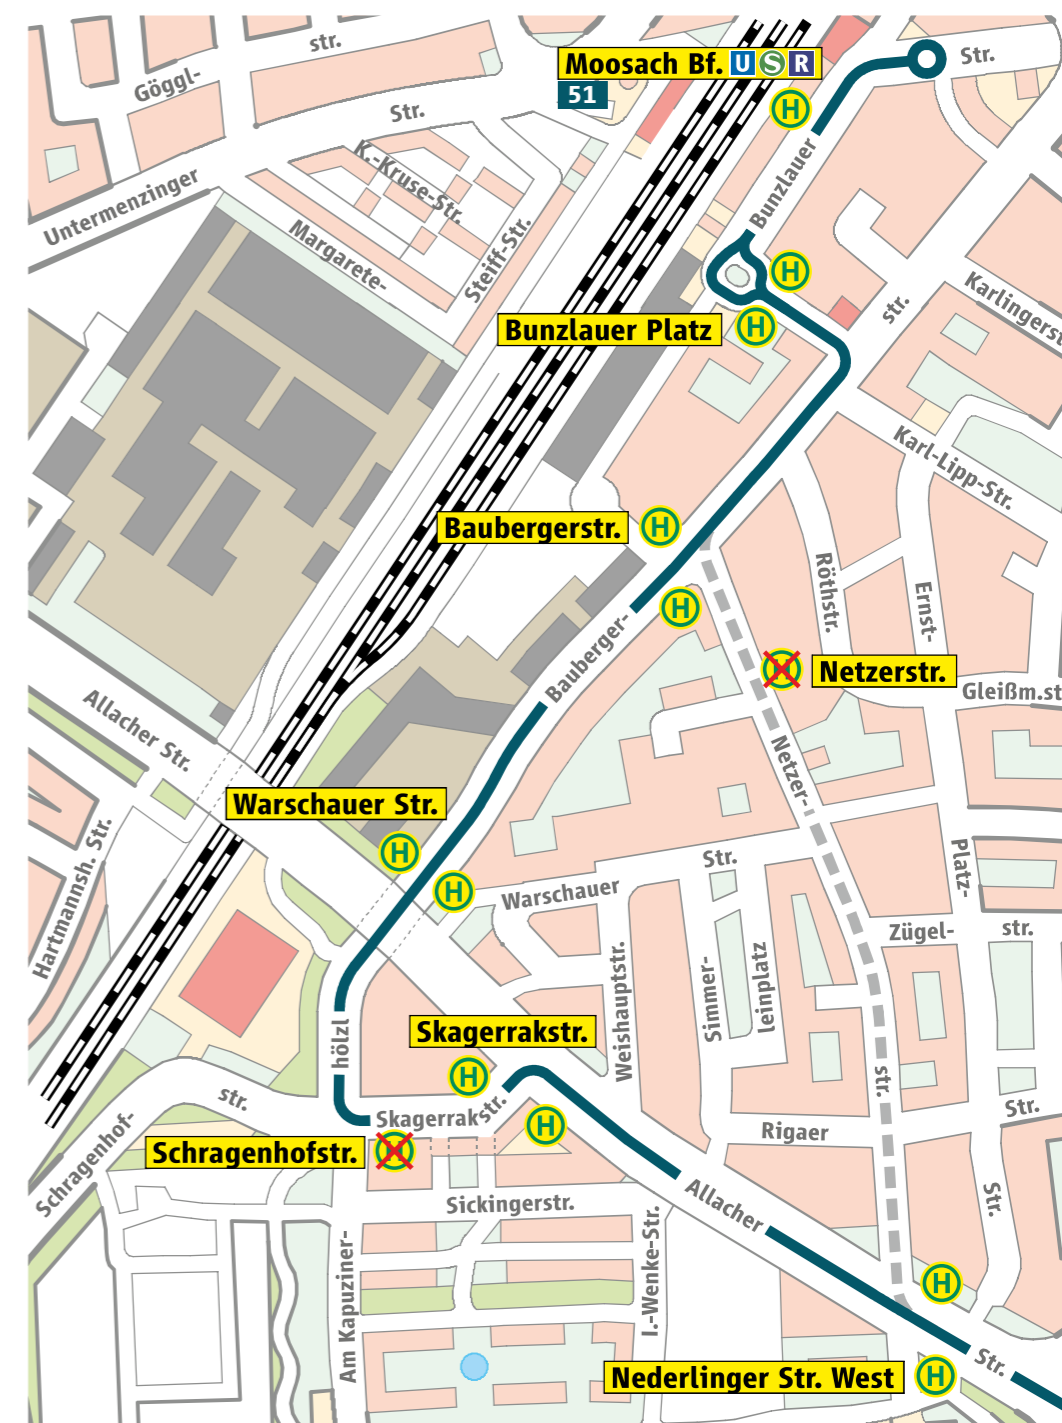 str.
Göggl-
Moosach Bf. U S R
51
H
Str.
Str.
K.-Kruse-Str.
Untermenzinger
Bunzlauer
Margarete-
Steiff-Str.
H
Karlingerst
str.
Bunzlauer Platz
H
Karl-Lipp-Str.
Baubergerstr.
H
Röthstr.
Ernst-
H
Bauberger-
H
Netzerstr.
Gleißm.st
Allacher Str.
Netzer-
Warschauer Str.
H
Hartmannsh. Str.
H
Str.
Warschauer
Platz-
Zügel-
str.
Weishauptstr.
Simmer-
leinplatz
hölzl
Skagerrakstr.
H
str.
str.
Skagerrak-
str.
H
Str.
Rigaer
Schragenhof-
Schragenhofstr.
H
Sickingerstr.
Allacher
Str.
Am Kapuziner-
I.-Wenke-Str.
H
Str.
Nederlinger Str. West
H